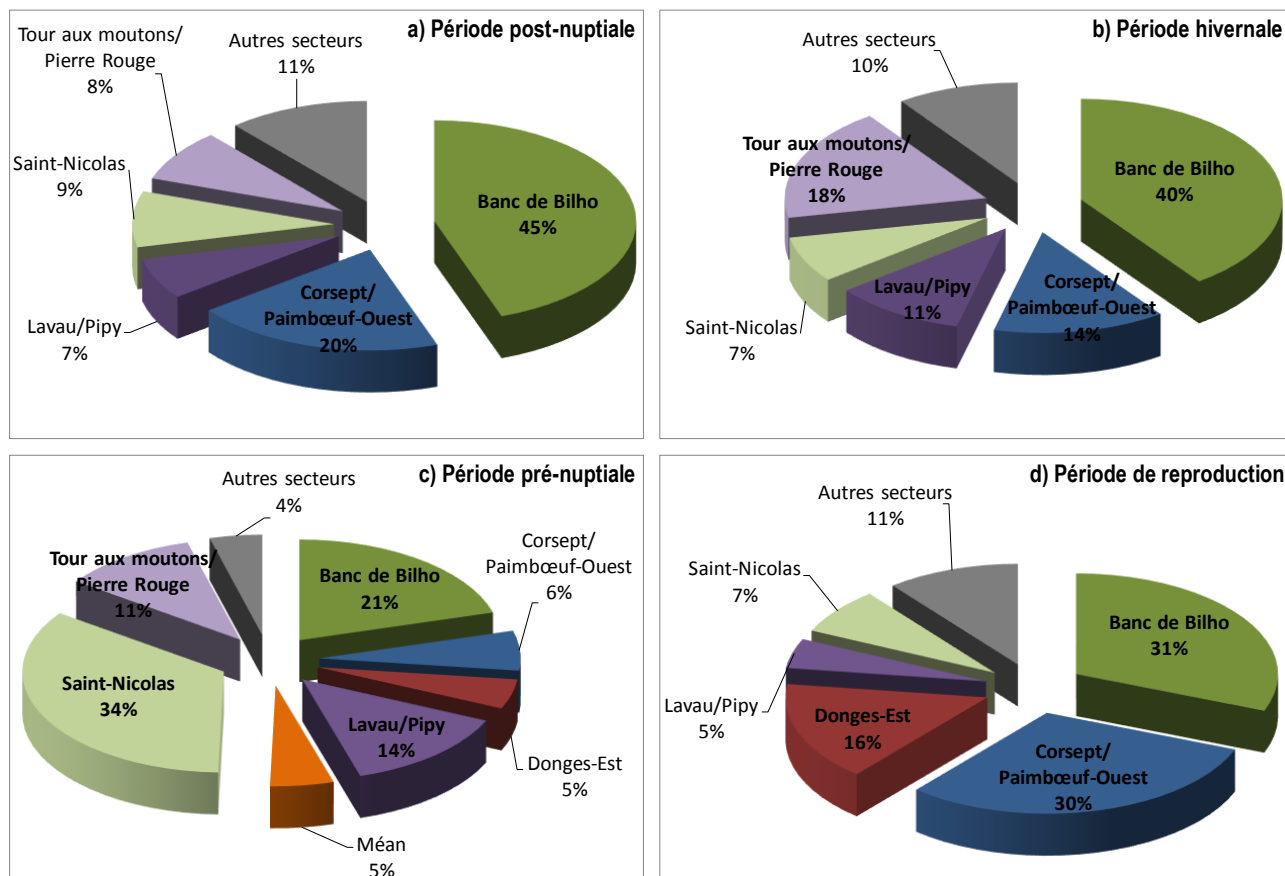 a) Période post-nuptiale
Tour aux moutons/
Pierre Rouge
8%
Autres secteurs
11%
Saint-Nicolas
9%
Banc de Bilho
45%
Lavau/Pipy
7%
Corsept/
Paimbœuf-Ouest
20%
b) Période hivernale
Autres secteurs
10%
Tour aux moutons/
Pierre Rouge
18%
Banc de Bilho
40%
Saint-Nicolas
7%
Lavau/Pipy
11%
Corsept/
Paimbœuf-Ouest
14%
c) Période pré-nuptiale
Autres secteurs
4%
Tour aux moutons/
Pierre Rouge
11%
Banc de Bilho
21%
Corsept/
Paimbœuf-Ouest
6%
Saint-Nicolas
34%
Lavau/Pipy
14%
Donges-Est
5%
Méan
5%
d) Période de reproduction
Autres secteurs
11%
Saint-Nicolas
7%
Banc de Bilho
31%
Lavau/Pipy
5%
Donges-Est
16%
Corsept/
Paimbœuf-Ouest
30%